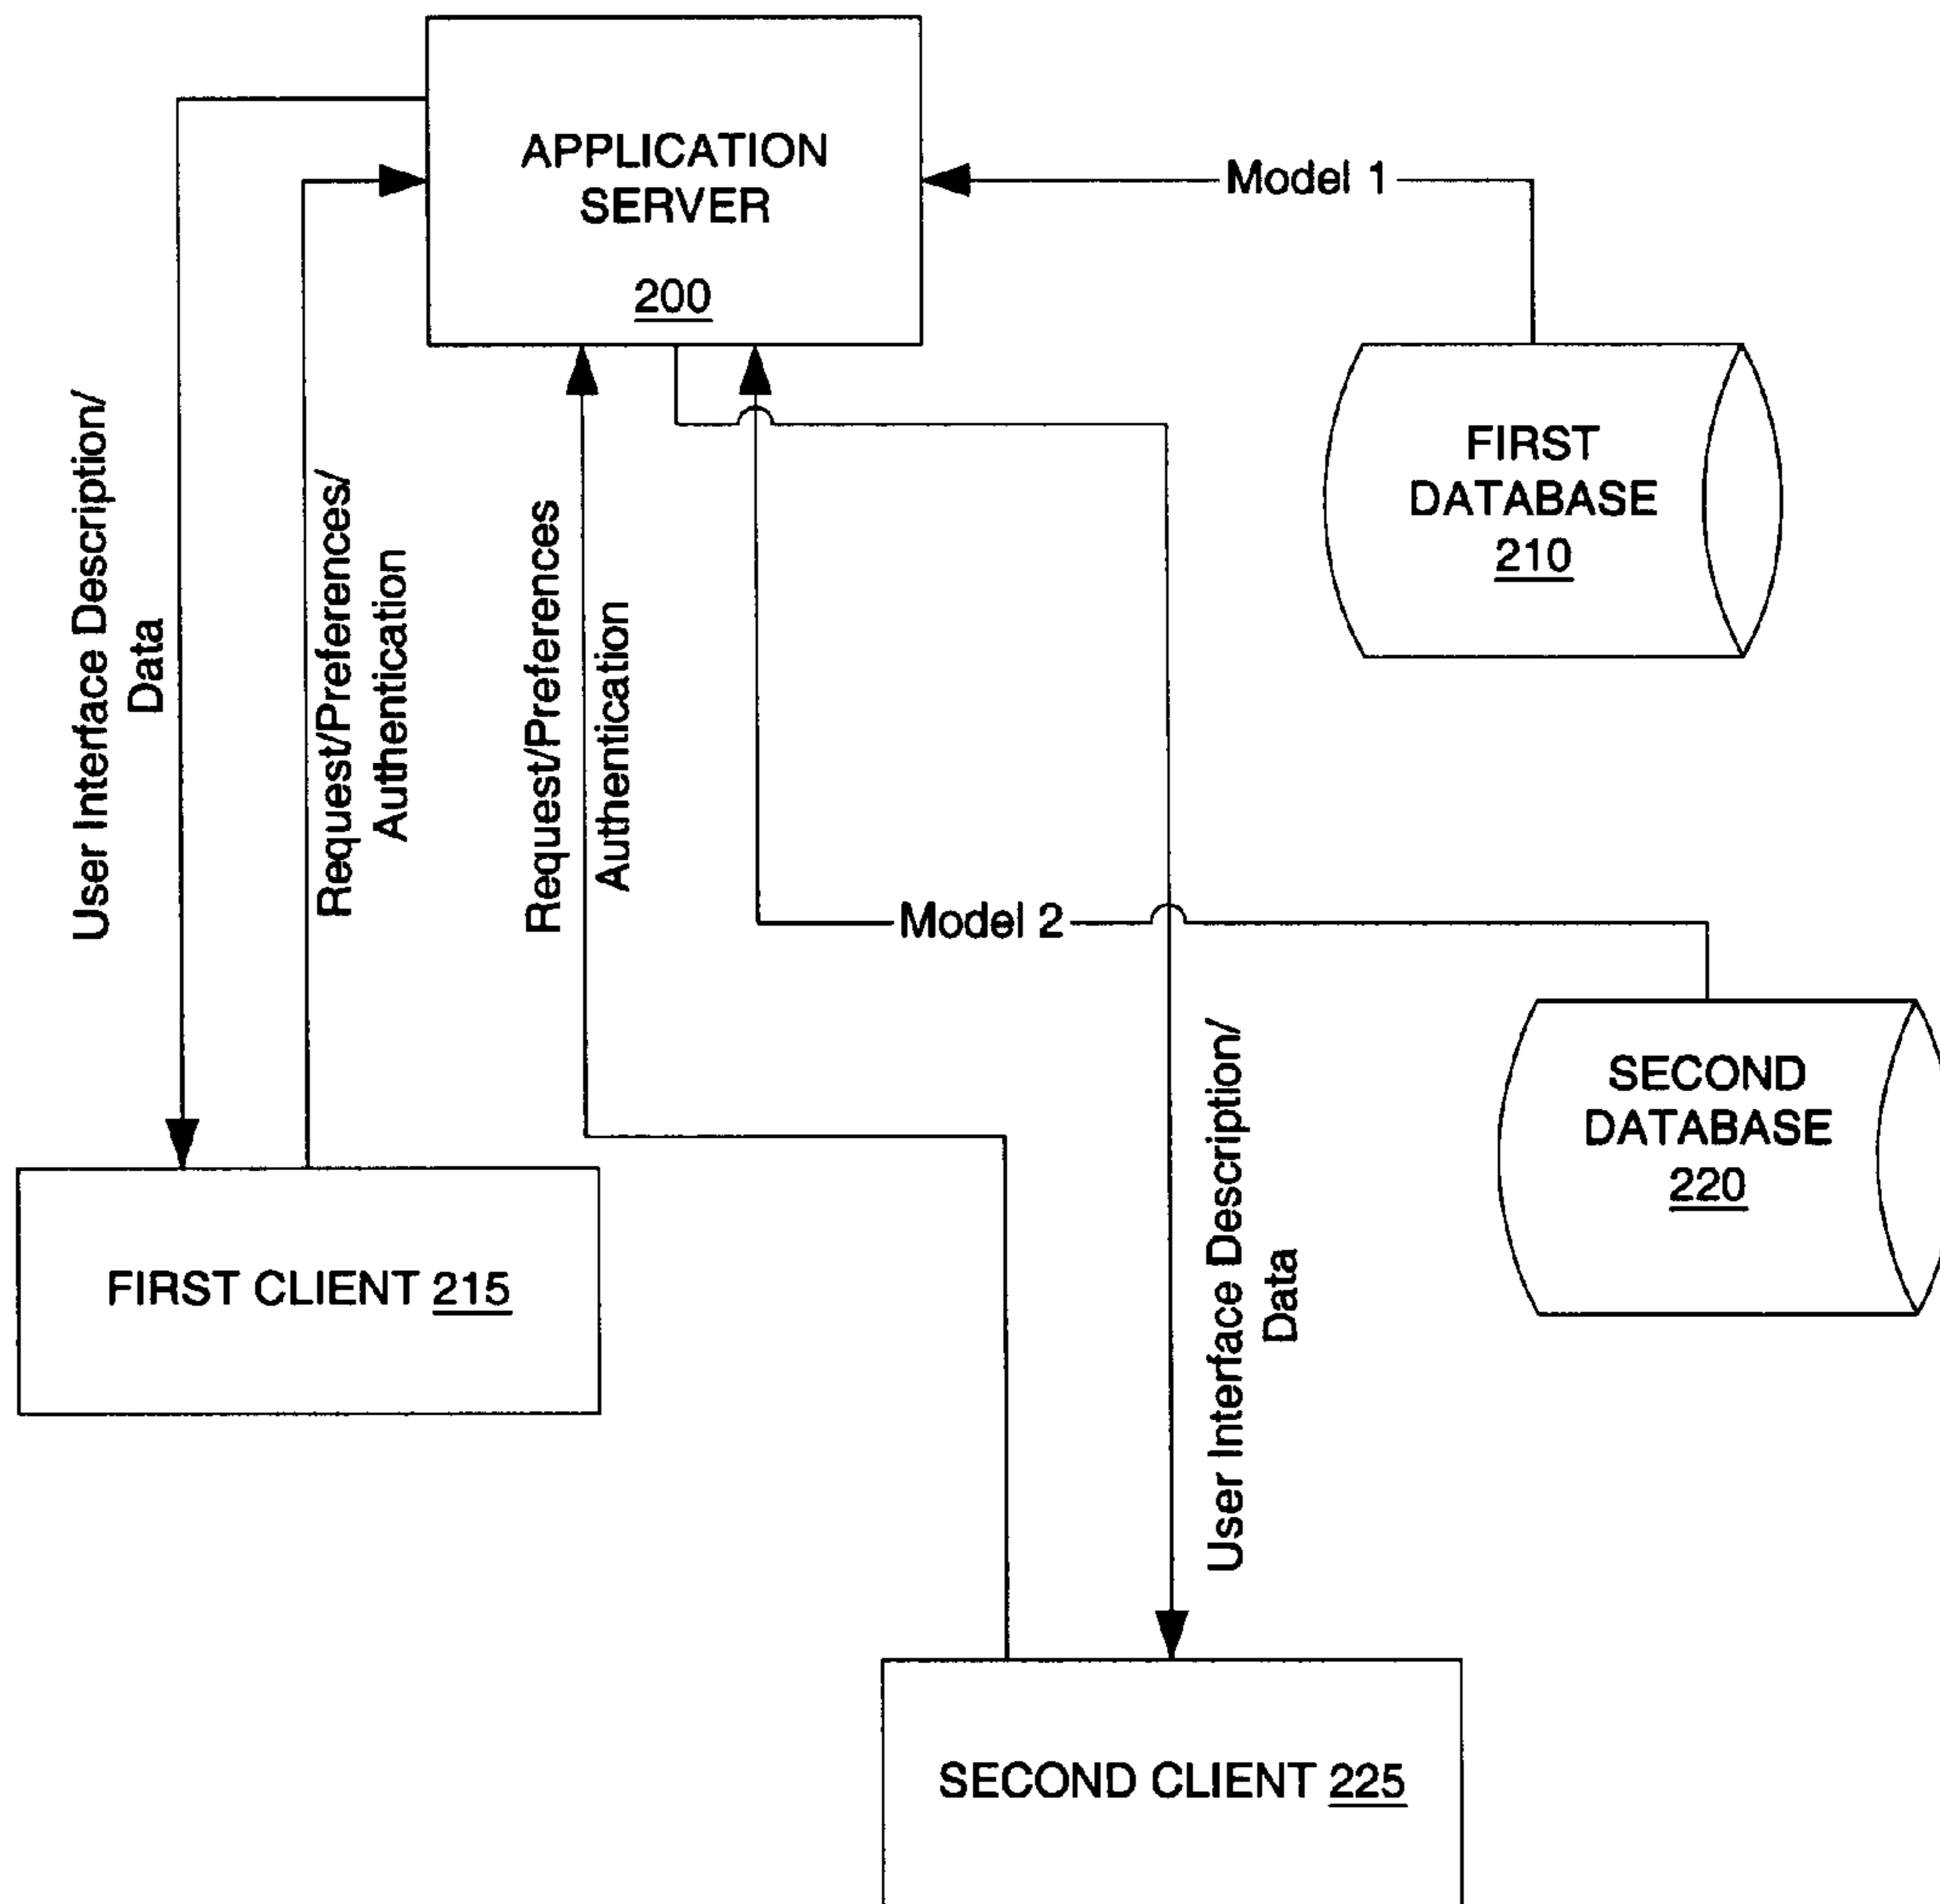 APPLICATION
SERVER
200
Model 1
FIRST
DATABASE
210
User Interface Description/
Data
Request/Preferences/
Authentication
Request/Preferences
Authentication
Model 2
SECOND
DATABASE
220
User Interface Description/
Data
FIRST CLIENT 215
SECOND CLIENT 225